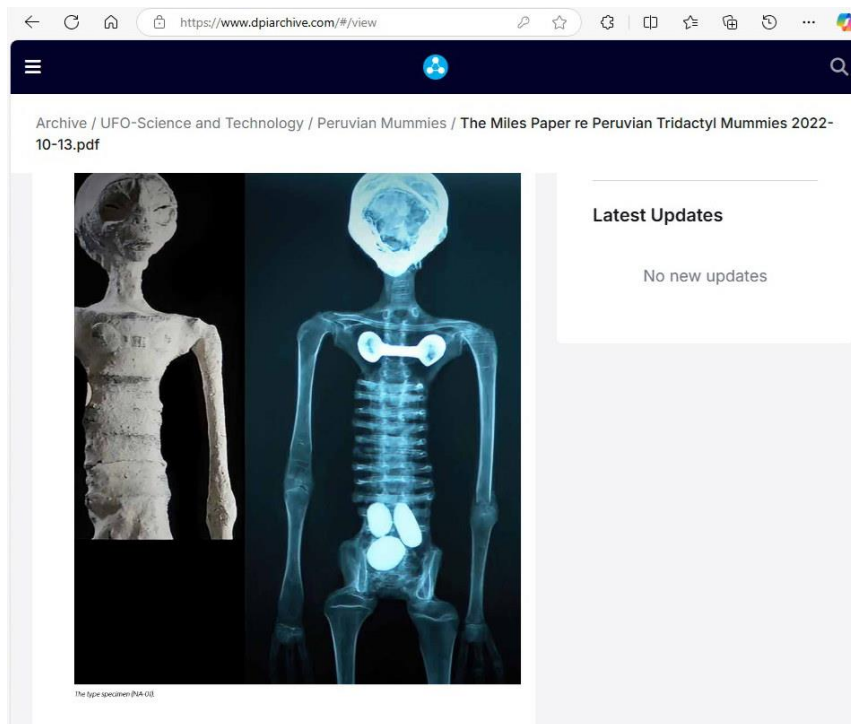 https://www.dpiarchive.com/#/view
Archive / UFO-Science and Technology / Peruvian Mummies / The Miles Paper re Peruvian Tridactyl Mummies 2022-
10-13.pdf
Latest Updates
No new updates
The type specimen (NA-01).